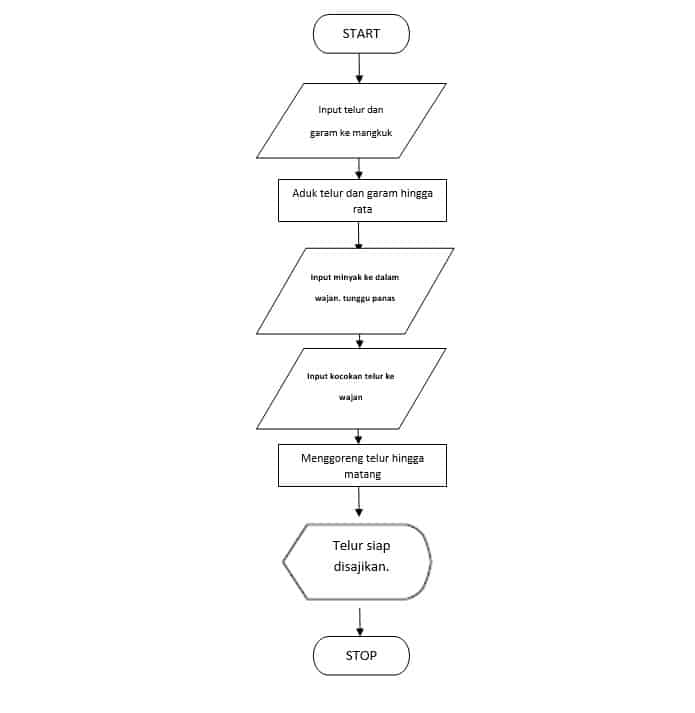 START
Input telur dan
garam ke mangkuk
Aduk telur dan garam hingga
rata
Input minyak ke dalam
wajan. tunggu panas
Input kocokan telur ke
wajan
Menggoreng telur hingga
matang
Telur siap
disajikan.
STOP